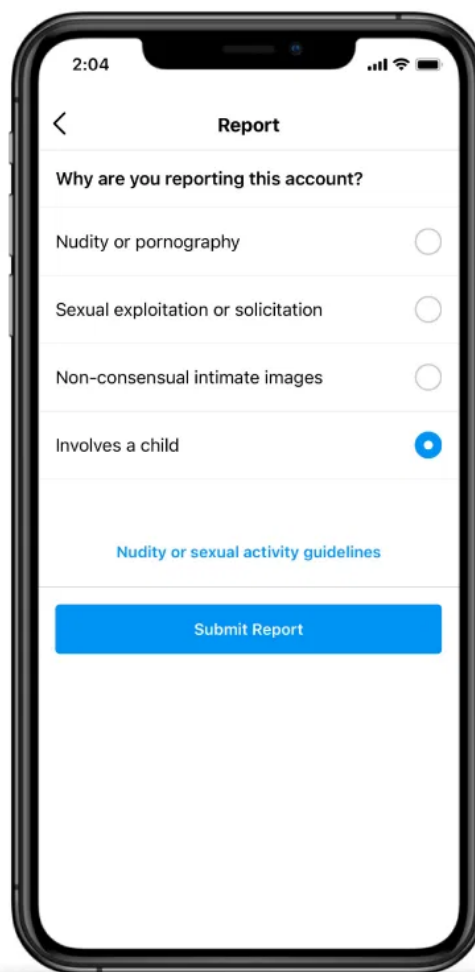 2:04
Report
Why are you reporting this account?
Nudity or pornography
Sexual exploitation or solicitation
Non-consensual intimate images
Involves a child
Nudity or sexual activity guidelines
Submit Report